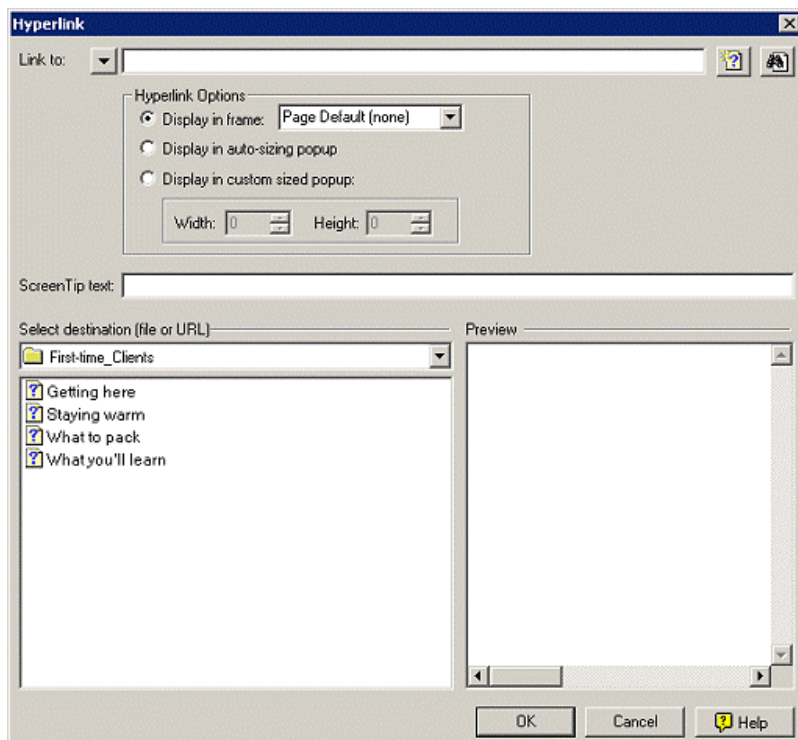 Hyperlink
Link to:
Hyperlink Options
Display in frame: Page Default (none)
Display in auto-sizing popup
Display in custom sized popup:
Width: 0 Height: 0
ScreenTip text:
Select destination (file or URL) Preview
First-time_Clients
Getting here
Staying warm
What to pack
What you'll learn
OK Cancel Help